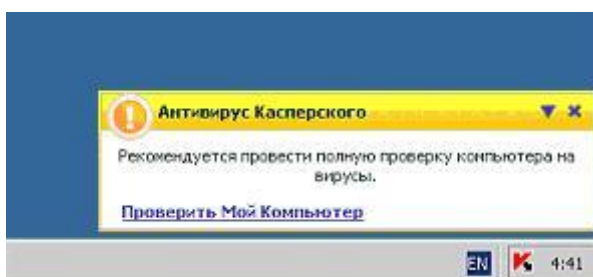 Антивирус Касперского
Рекомендуется провести полную проверку компьютера на
вирусы.
Проверить Мой Компьютер
EN
4:41